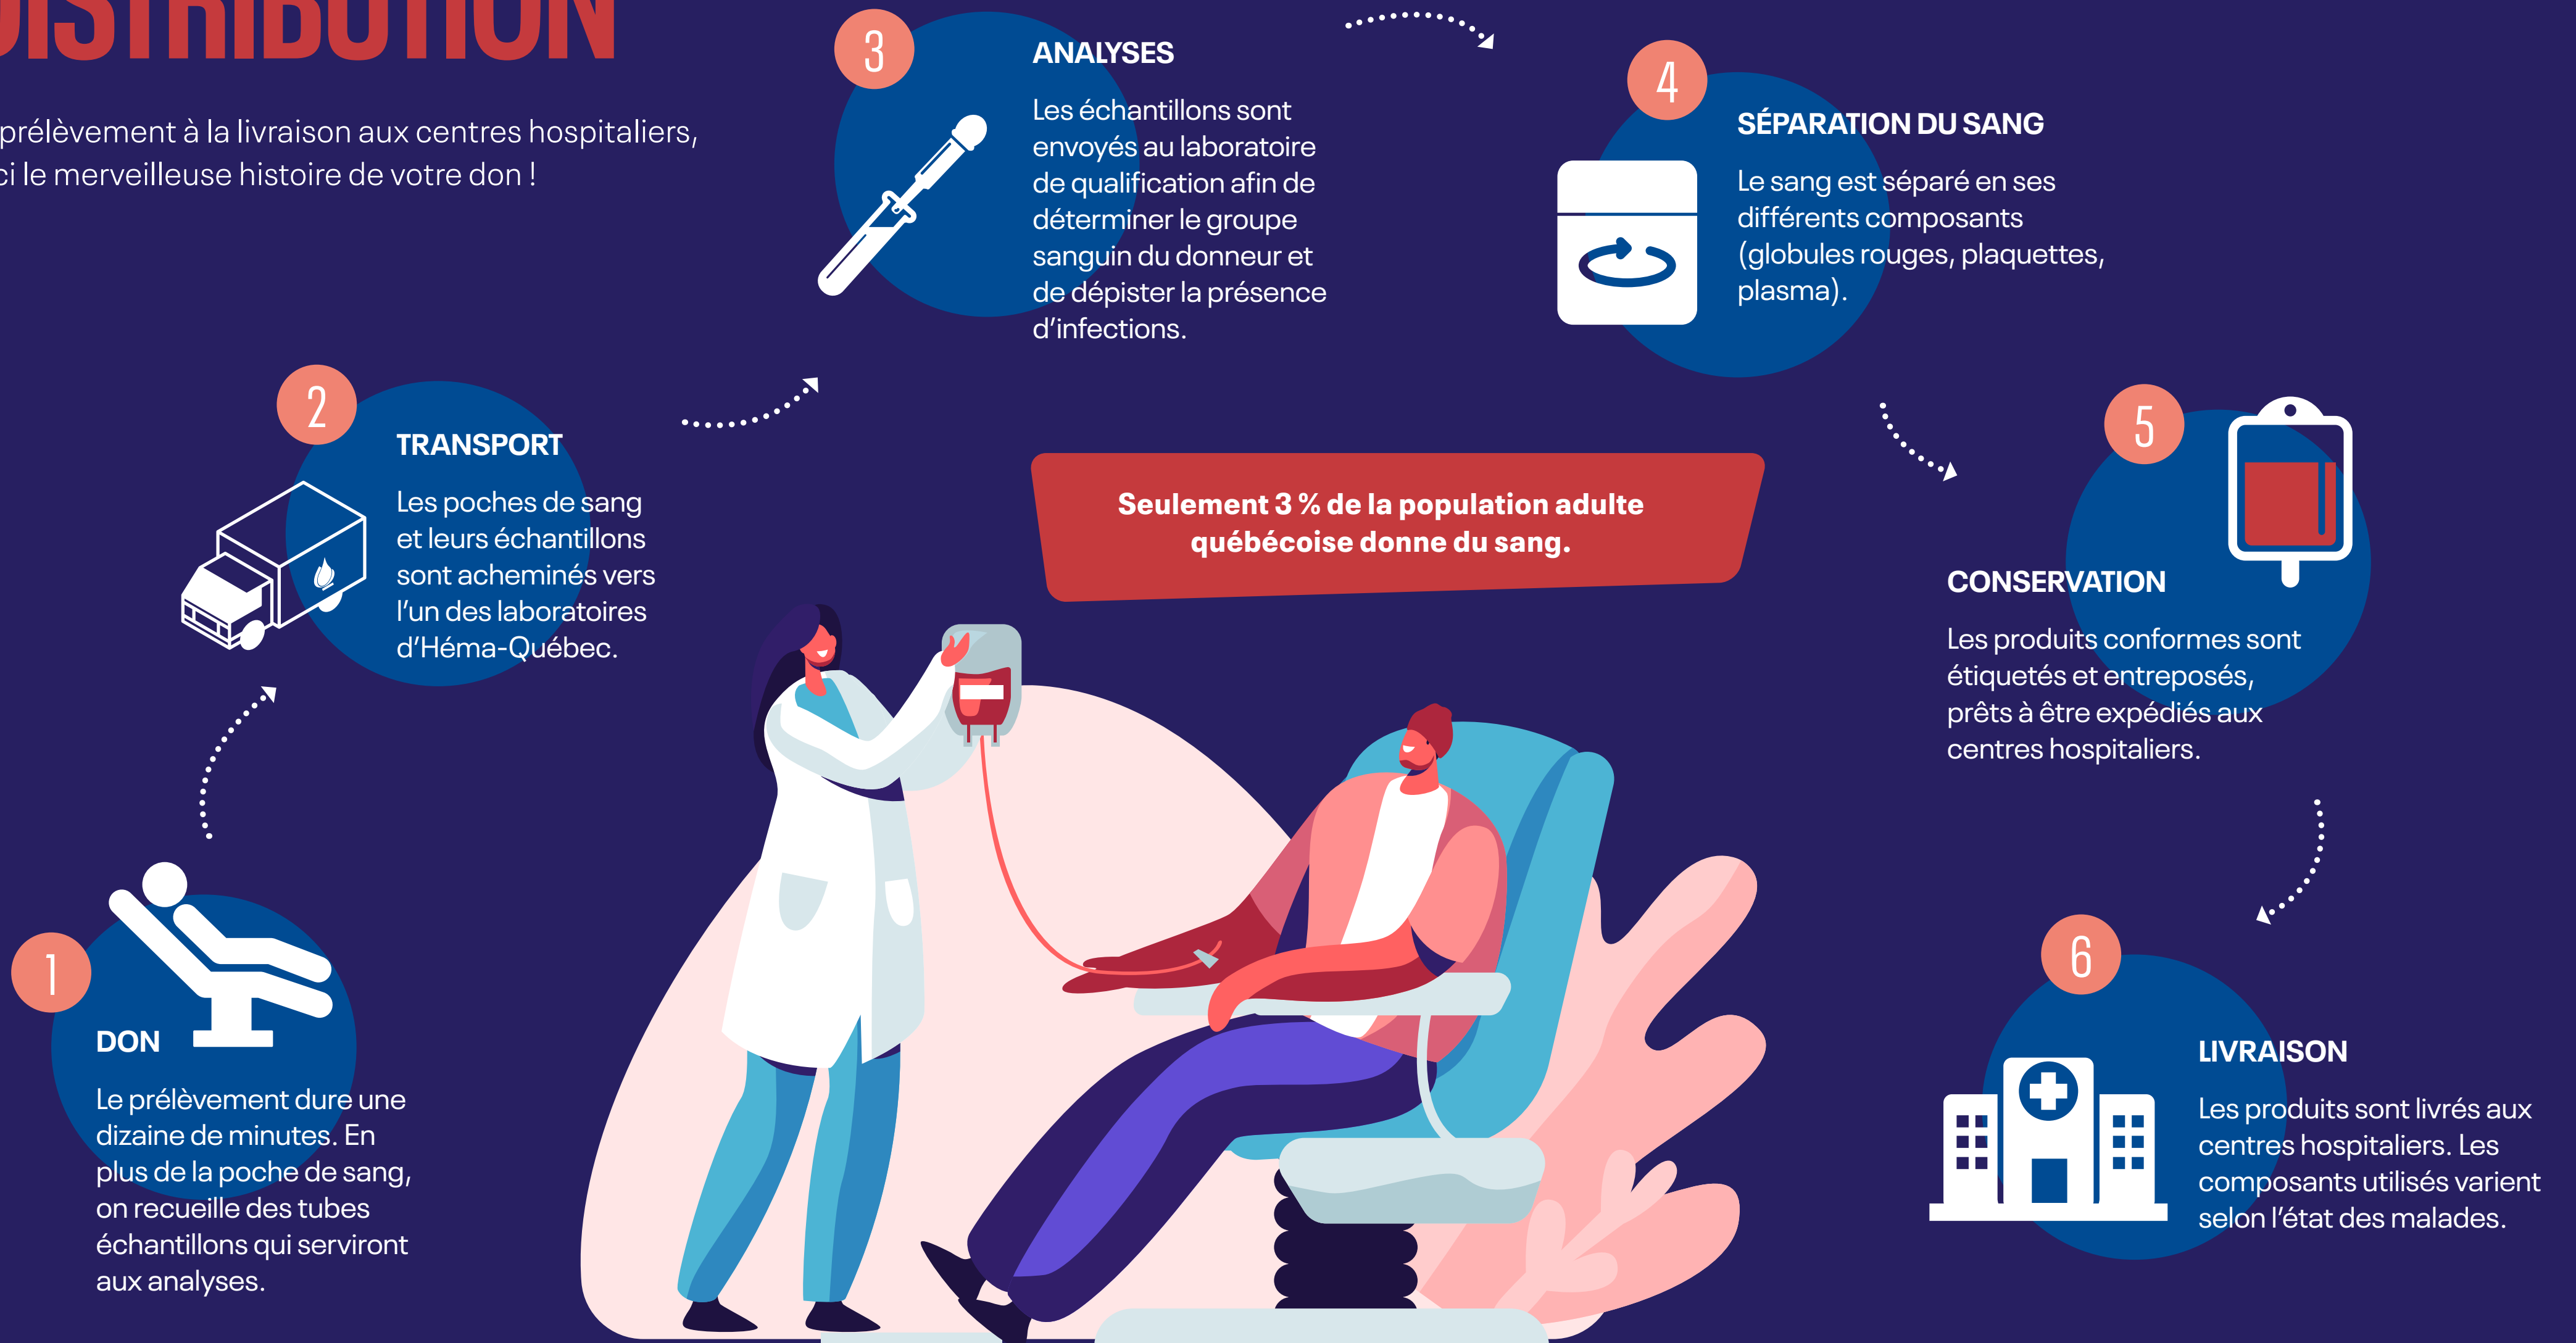 DISTRIBUTION
prélèvement à la livraison aux centres hospitaliers,
ci le merveilleuse histoire de votre don !
1
DON
Le prélèvement dure une
dizaine de minutes. En
plus de la poche de sang,
on recueille des tubes
échantillons qui serviront
aux analyses.
2
TRANSPORT
Les poches de sang
et leurs échantillons
sont acheminés vers
l’un des laboratoires
d’Héma-Québec.
3
ANALYSES
Les échantillons sont
envoyés au laboratoire
de qualification afin de
déterminer le groupe
sanguin du donneur et
de dépister la présence
d’infections.
4
SÉPARATION DU SANG
Le sang est séparé en ses
différents composants
(globules rouges, plaquettes,
plasma).
Seulement 3 % de la population adulte
québécoise donne du sang.
5
CONSERVATION
Les produits conformes sont
étiquetés et entreposés,
prêts à être expédiés aux
centres hospitaliers.
6
LIVRAISON
Les produits sont livrés aux
centres hospitaliers. Les
composants utilisés varient
selon l’état des malades.